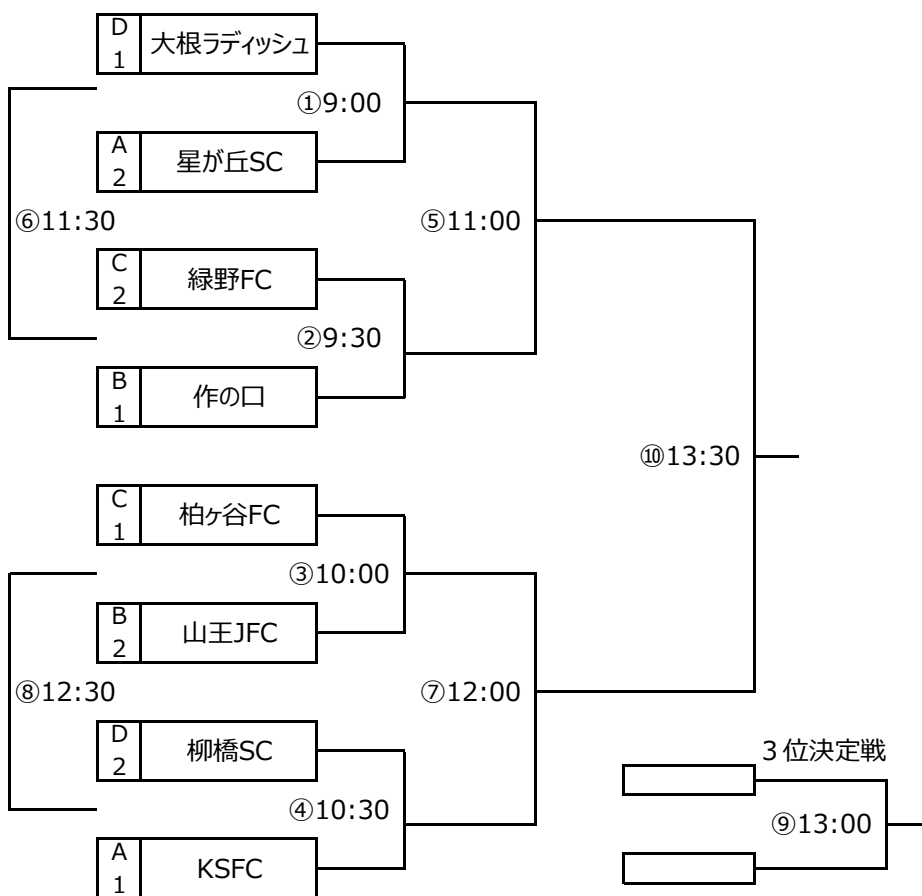 D
1
大根ラディッシュ
①9:00
A
2
星が丘SC
⑥11:30
⑤11:00
C
2
緑野FC
②9:30
B
1
作の口
⑩13:30
C
1
柏ヶ谷FC
③10:00
B
2
山王JFC
⑧12:30
⑦12:00
D
2
柳橋SC
３位決定戦
④10:30
⑨13:00
A
1
KSFC